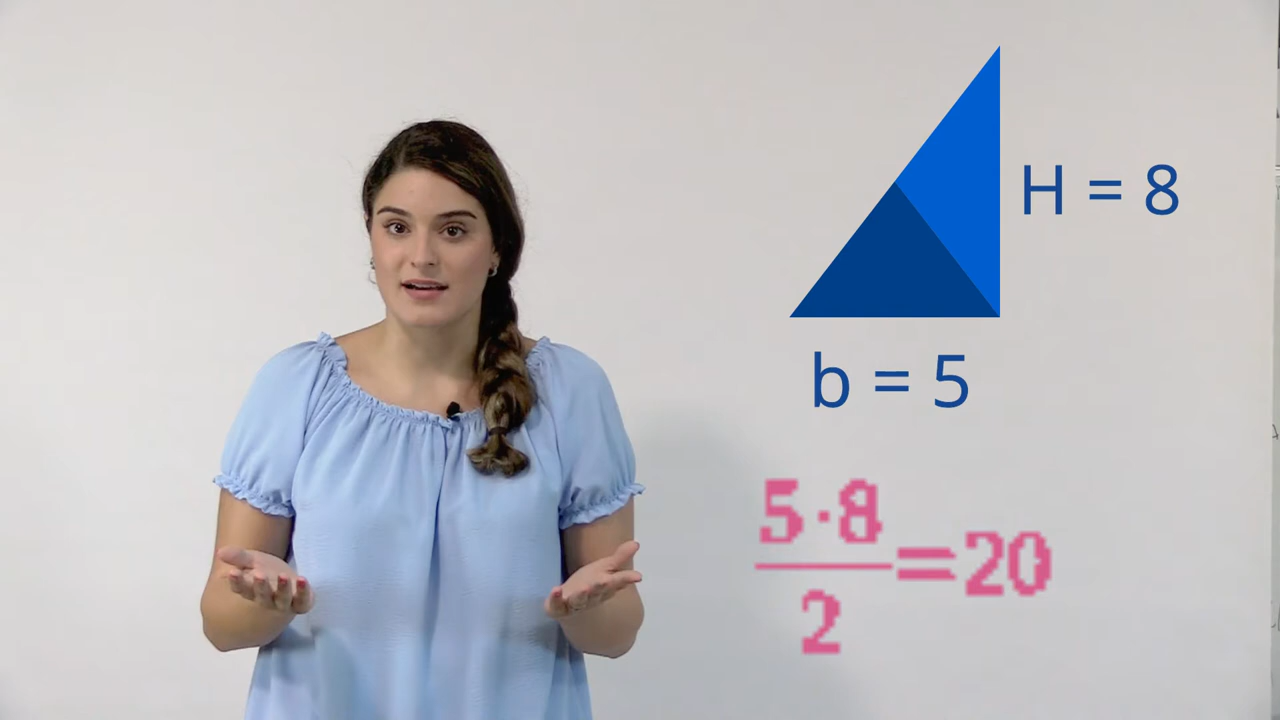 H = 8
b = 5
5·8
=20
2